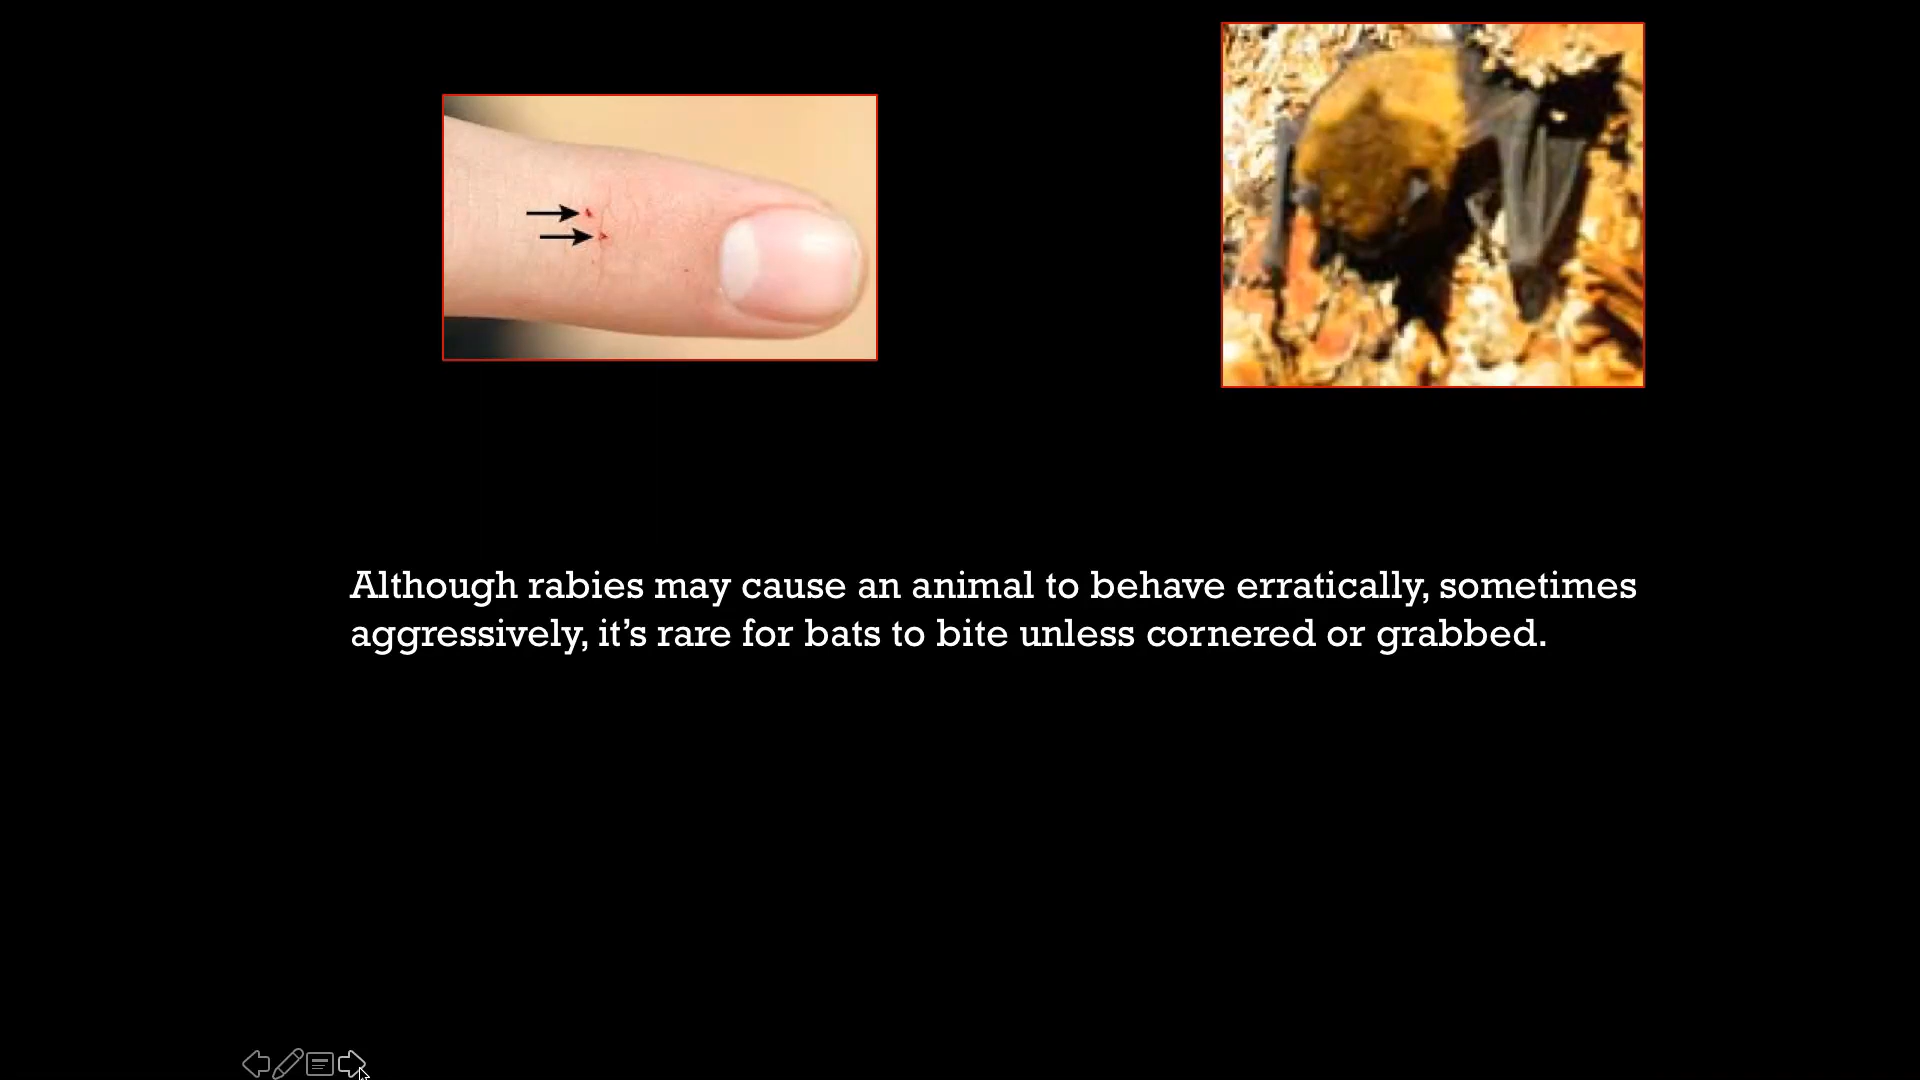 Although rabies may cause an animal to behave erratically, sometimes
aggressively, it’s rare for bats to bite unless cornered or grabbed.